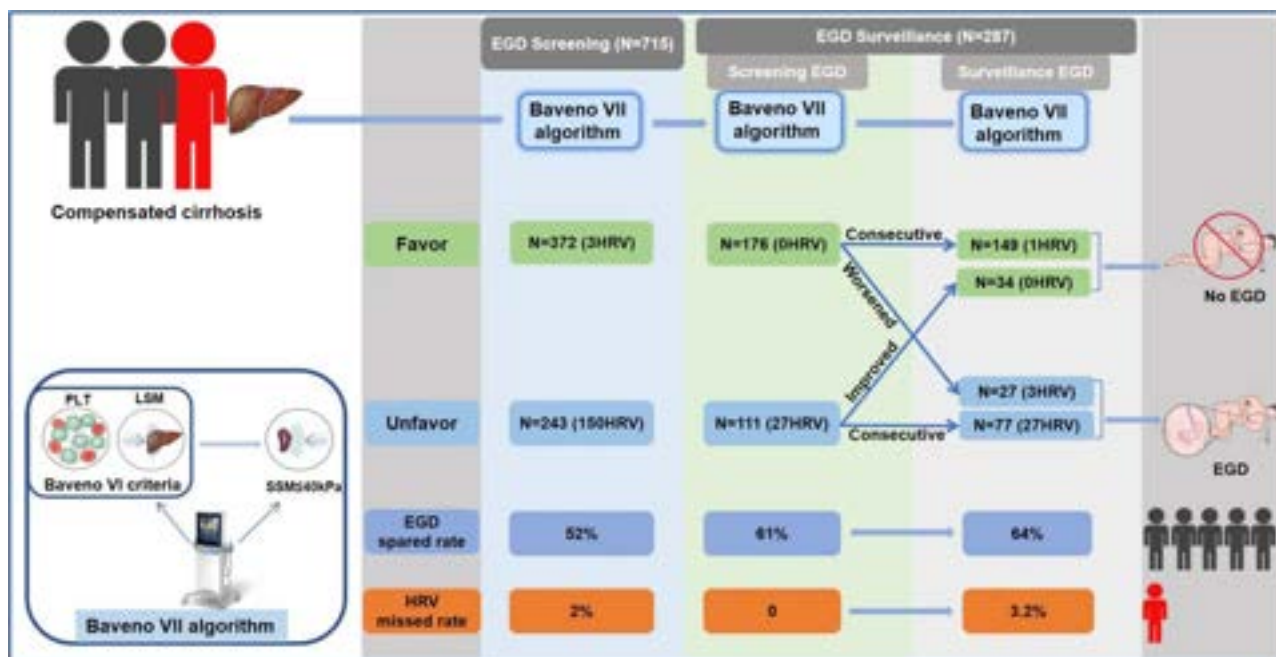 EGD Screening (N=715)
EGD Surveillance (N=287)
Screening EGD
Surveillance EGD
Baveno VII
algorithm
Baveno VII
algorithm
Baveno VII
algorithm
Compensated cirrhosis
Favor
N=372 (3HRV)
N=176 (0HRV)
Consecutive
N=149 (1HRV)
N=34 (0HRV)
No EGD
Worsened
Improved
Unfavor
N=243 (150HRV)
N=111 (27HRV)
Consecutive
N=27 (3HRV)
N=77 (27HRV)
EGD
PLT
LSM
Baveno VI criteria
SSM≤40kPa
Baveno VII algorithm
EGD
spared rate
52%
61%
64%
HRV
missed rate
2%
0
3.2%